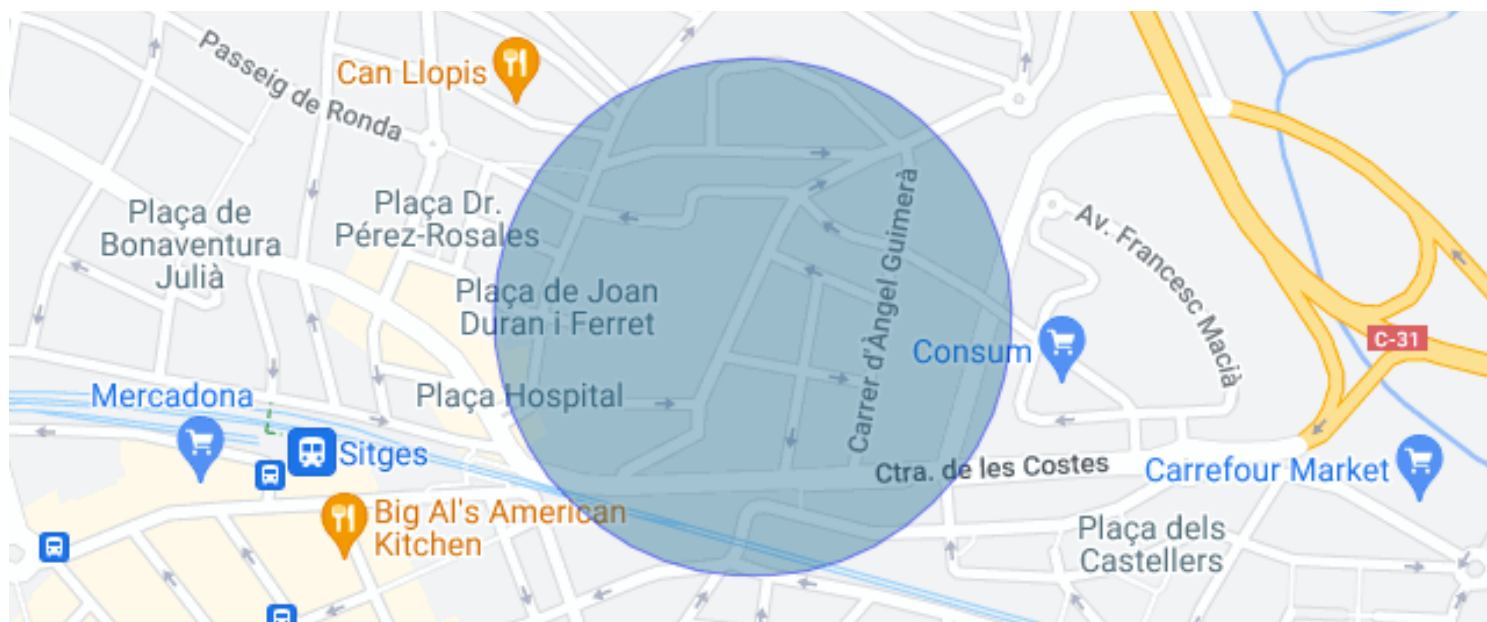 Passeig de Ronda
Can Llopis
Plaça de
Bonaventura
Julià
Plaça Dr.
Pérez-Rosales
Plaça de Joan
Duran i Ferret
Carrer d'Àngel Guimerà
Av. Francesc Macià
C-31
Consum
Mercadona
Plaça Hospital
Sitges
Ctra. de les Costes
Carrefour Market
Big Al's American
Kitchen
Plaça dels
Castellers